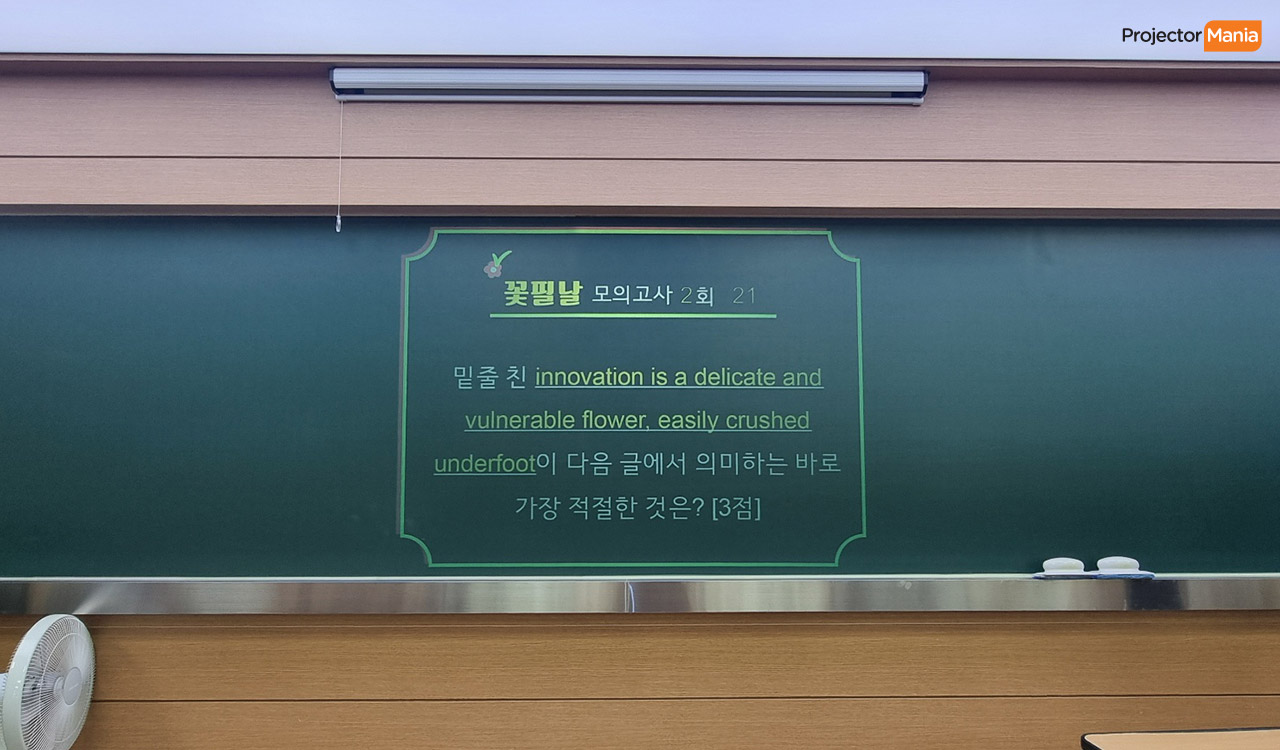 Projector Mania
꽃필날 모의고사 2회 21
밑줄 친 innovation is a delicate and
vulnerable flower, easily crushed
underfoot이 다음 글에서 의미하는 바로
가장 적절한 것은? [3점]